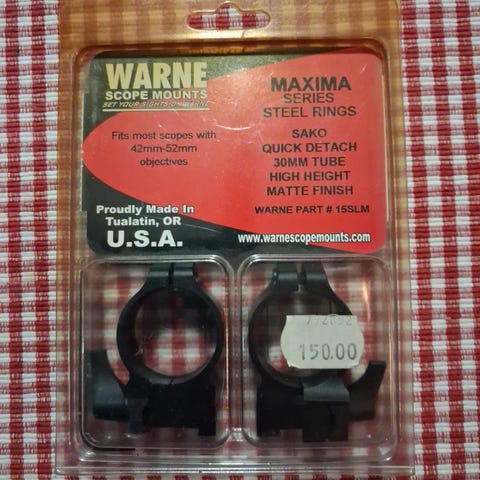 WARNE
SCOPE MOUNTS
SET YOUR SIGHTS ON WARNE
Fits most scopes with
42mm-52mm
objectives
Proudly Made In
Tualatin, OR
U.S.A.
MAXIMA
SERIES
STEEL RINGS
SAKO
QUICK DETACH
30MM TUBE
HIGH HEIGHT
MATTE FINISH
WARNE PART # 15SLM
www.warnescopemounts.com
150.00